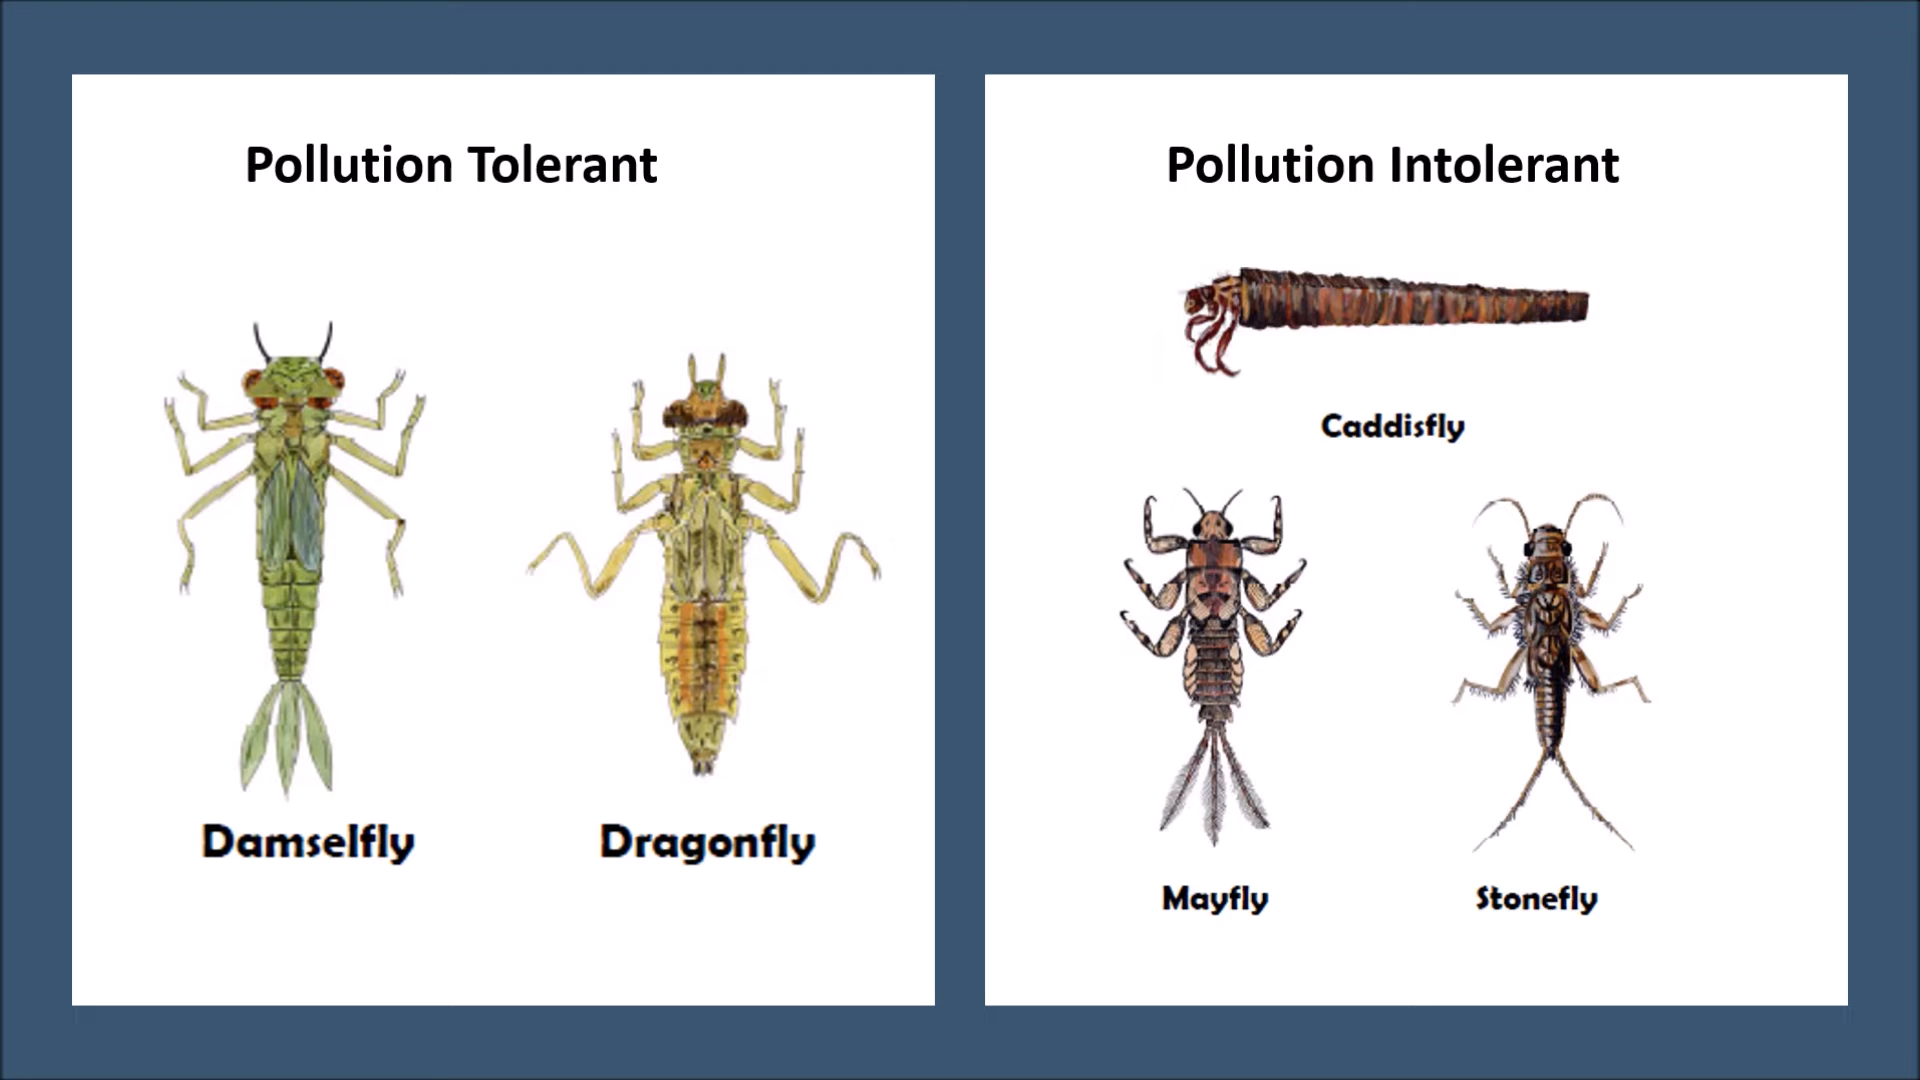 Pollution Tolerant
Damselfly
Dragonfly
Pollution Intolerant
Caddisfly
Mayfly
Stonefly